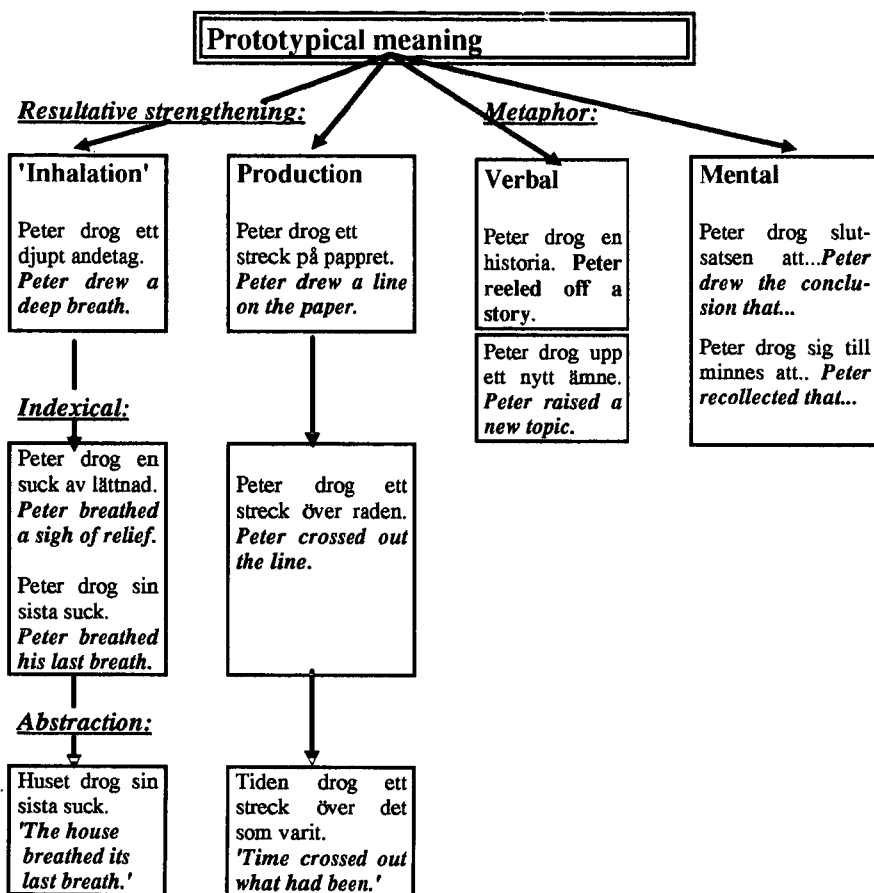 Prototypical meaning
Resultative strengthening:
Metaphor:
'Inhalation'
Peter drog ett
djupt andetag.
Peter drew a
deep breath.
Production
Peter drog ett
streck på pappret.
Peter drew a line
on the paper.
Verbal
Peter drog en
historia. Peter
reeled off a
story.
Peter drog upp
ett nytt ämne.
Peter raised a
new topic.
Mental
Peter drog slut-
satsen att...Peter
drew the conclu-
sion that...
Peter drog sig till
minnes att.. Peter
recollected that...
Indexical:
Peter drog en
suck av lättnad.
Peter breathed
a sigh of relief.
Peter drog sin
sista suck.
Peter breathed
his last breath.
Peter drog ett
streck över raden.
Peter crossed out
the line.
Abstraction:
Huset drog sin
sista suck.
'The house
breathed its
last breath.'
Tiden drog ett
streck över det
som varit.
'Time crossed out
what had been.'